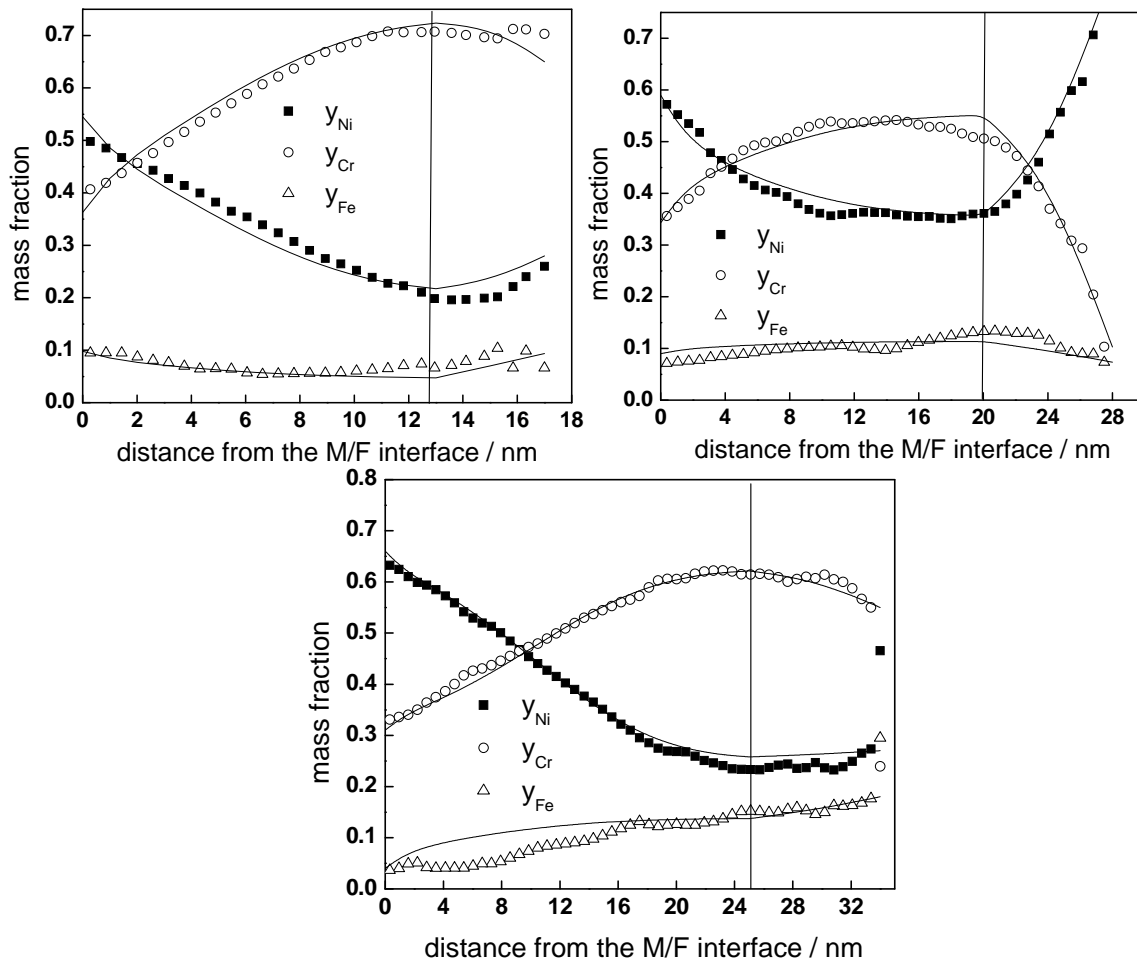 0.7
0.6
0.5
0.4
0.3
0.2
0.1
0.0
mass fraction
y_Ni
y_Cr
y_Fe
0 2 4 6 8 10 12 14 16 18
distance from the M/F interface / nm
0.7
0.6
0.5
0.4
0.3
0.2
0.1
0.0
mass fraction
y_Ni
y_Cr
y_Fe
0 4 8 12 16 20 24 28
distance from the M/F interface / nm
0.8
0.7
0.6
0.5
0.4
0.3
0.2
0.1
0.0
mass fraction
y_Ni
y_Cr
y_Fe
0 4 8 12 16 20 24 28 32
distance from the M/F interface / nm